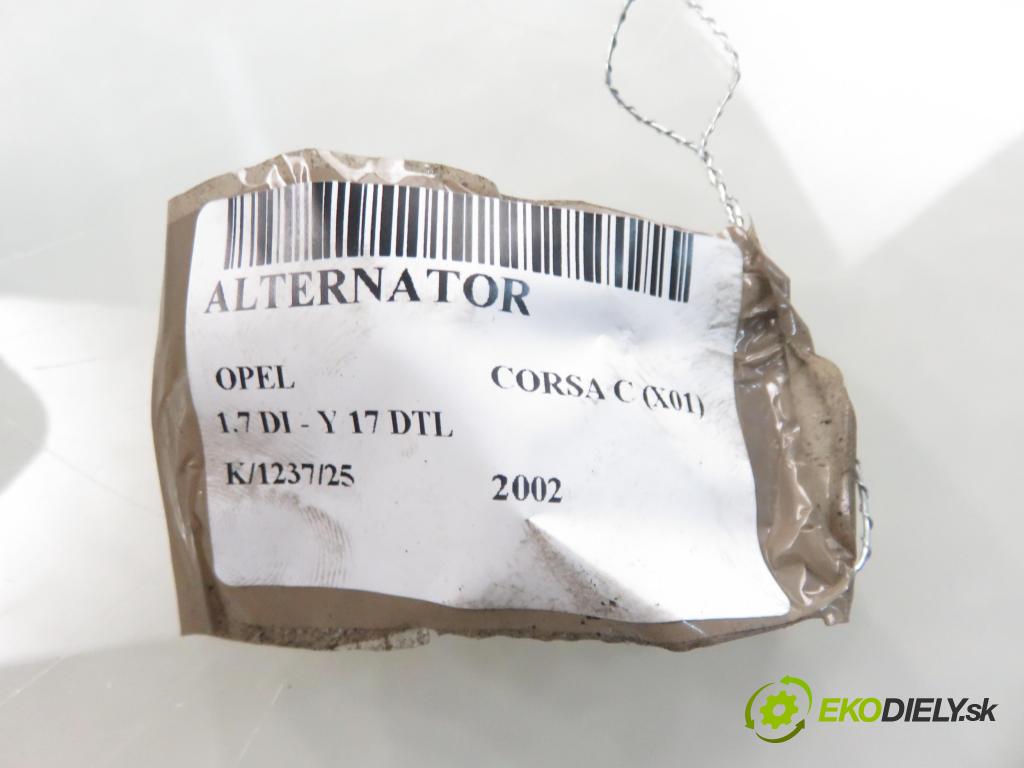 ALTERNATOR
OPEL CORSA C (X01)
1.7 DI - Y 17 DTL
K/1237/25 2002
EKODIELY.sk